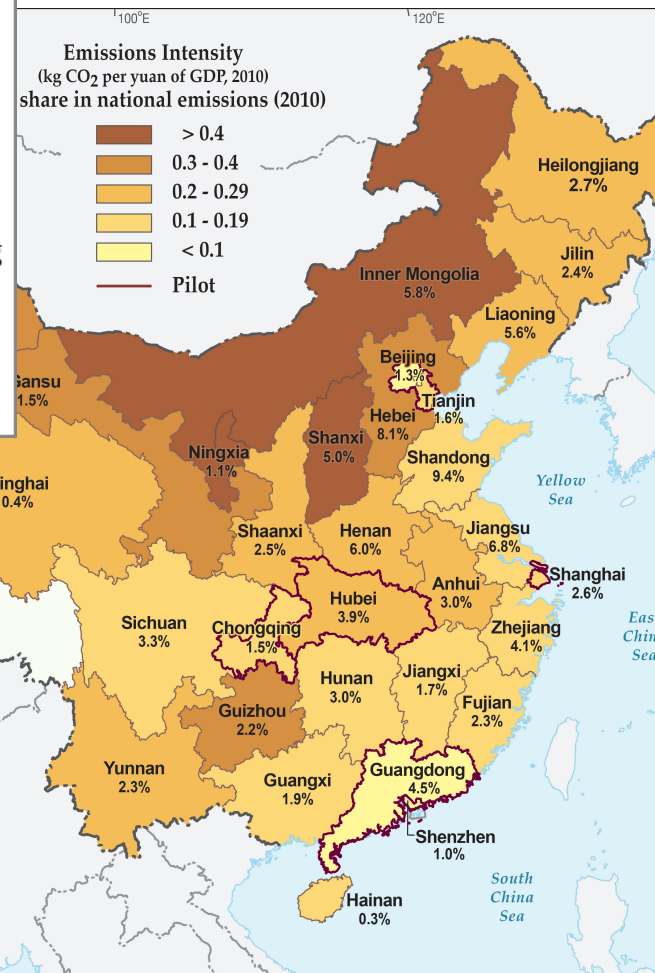 100°E
120°E
Emissions Intensity
(kg CO2 per yuan of GDP, 2010)
share in national emissions (2010)
> 0.4
0.3 - 0.4
0.2 - 0.29
0.1 - 0.19
< 0.1
Pilot
Heilongjiang
2.7%
Jilin
2.4%
Inner Mongolia
5.8%
Liaoning
5.6%
Beijing
1.3%
Gansu
1.5%
Tianjin
1.6%
Hebei
8.1%
Shanxi
5.0%
Ningxia
1.1%
Shandong
9.4%
inghai
0.4%
Yellow
Sea
Shaanxi
2.5%
Henan
6.0%
Jiangsu
6.8%
Shanghai
2.6%
Anhui
3.0%
Hubei
3.9%
Sichuan
3.3%
Chongqing
1.5%
Zhejiang
4.1%
Eas
Chin
Sea
Hunan
3.0%
Jiangxi
1.7%
Fujian
2.3%
Guizhou
2.2%
Yunnan
2.3%
Guangxi
1.9%
Guangdong
4.5%
Shenzhen
1.0%
Hainan
0.3%
South
China
Sea